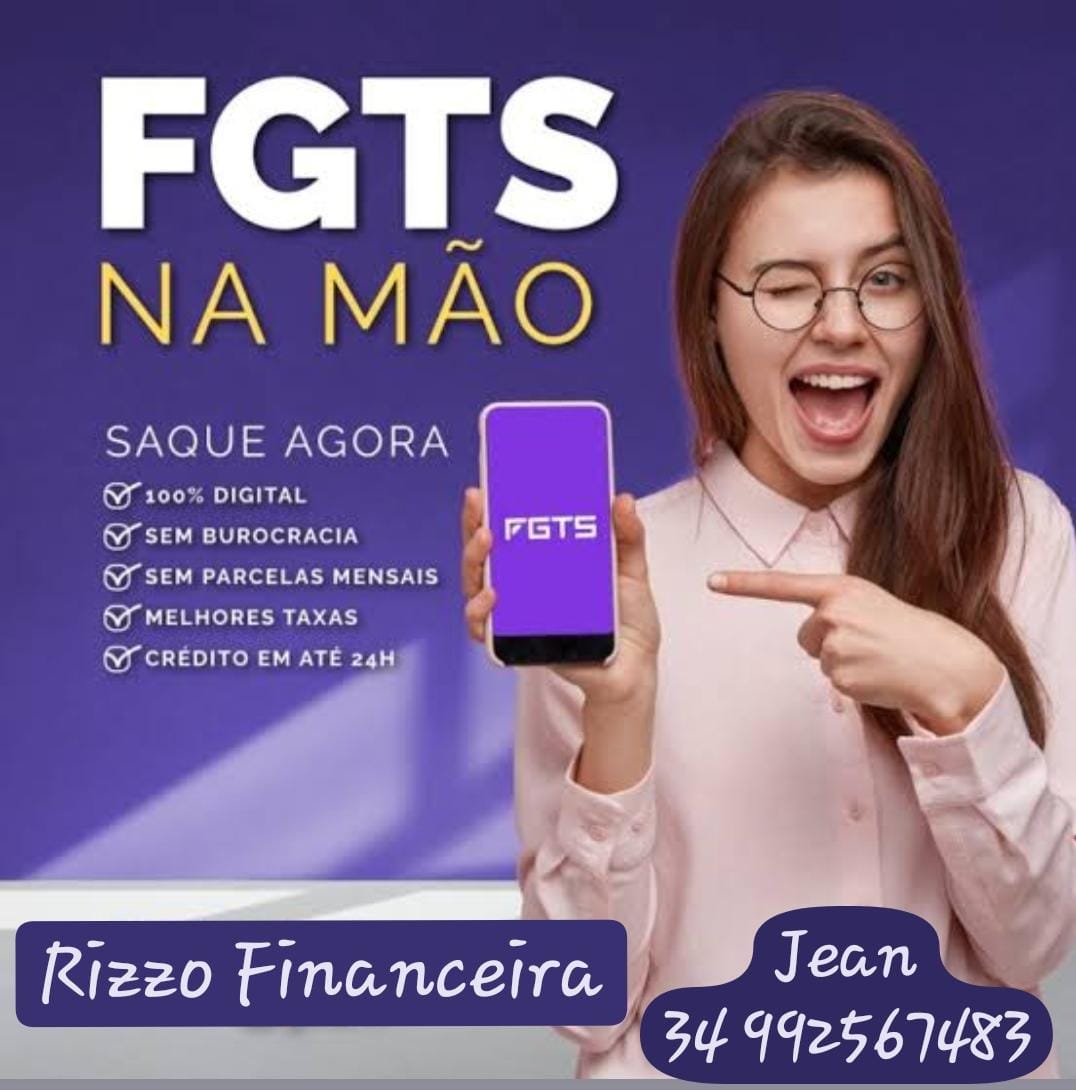 FGTS
NA MÃO
SAQUE AGORA
100% DIGITAL
SEM BUROCRACIA
SEM PARCELAS MENSAIS
MELHORES TAXAS
CRÉDITO EM ATÉ 24H
FGTS
Rizzo Financeira
Jean
34 992567483